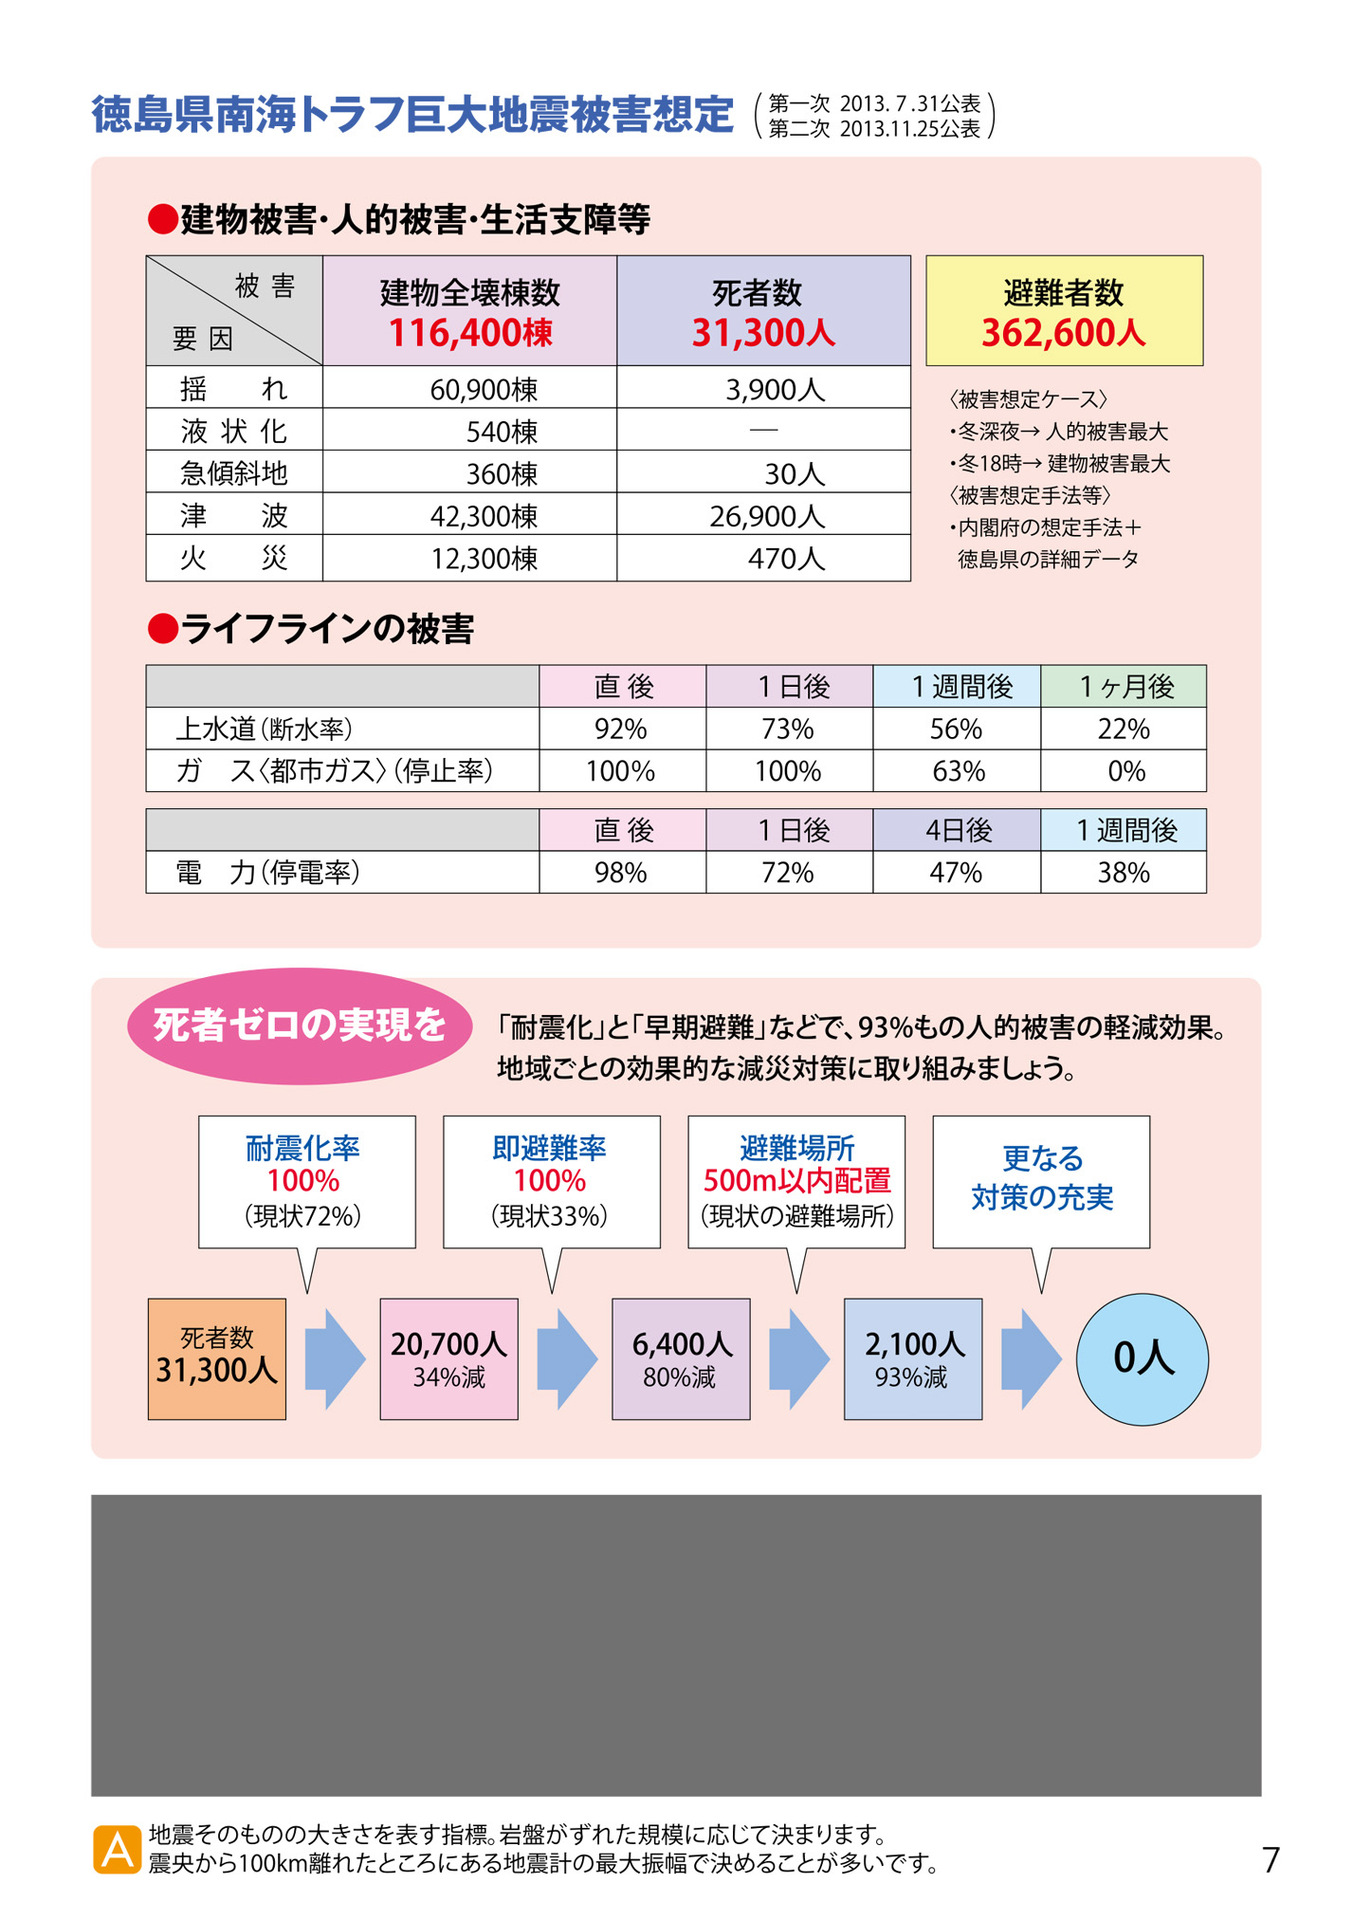 徳島県南海トラフ巨大地震被害想定
(第一次 2013. 7 .31公表
第二次 2013.11.25公表)
●建物被害・人的被害・生活支障等
被 害
要 因
建物全壊棟数
116,400棟
死者数
31,300人
避難者数
362,600人
揺 れ 60,900棟 3,900人
液 状 化 540棟 ―
急傾斜地 360棟 30人
津 波 42,300棟 26,900人
火 災 12,300棟 470人
〈被害想定ケース〉
・冬深夜→ 人的被害最大
・冬18時→ 建物被害最大
〈被害想定手法等〉
・内閣府の想定手法＋
徳島県の詳細データ
●ライフラインの被害
直 後 1 日後 1 週間後 1 ヶ月後
上水道(断水率) 92% 73% 56% 22%
ガ ス〈都市ガス〉(停止率) 100% 100% 63% 0%
直 後 1 日後 4日後 1 週間後
電 力(停電率) 98% 72% 47% 38%
死者ゼロの実現を
「耐震化」と「早期避難」などで、93%もの人的被害の軽減効果。
地域ごとの効果的な減災対策に取り組みましょう。
耐震化率
100%
(現状72%)
即避難率
100%
(現状33%)
避難場所
500m以内配置
(現状の避難場所)
更なる
対策の充実
死者数
31,300人
20,700人
34%減
6,400人
80%減
2,100人
93%減
0人
A 地震そのものの大きさを表す指標。岩盤がずれた規模に応じて決まります。
震央から100km離れたところにある地震計の最大振幅で決めることが多いです。
7